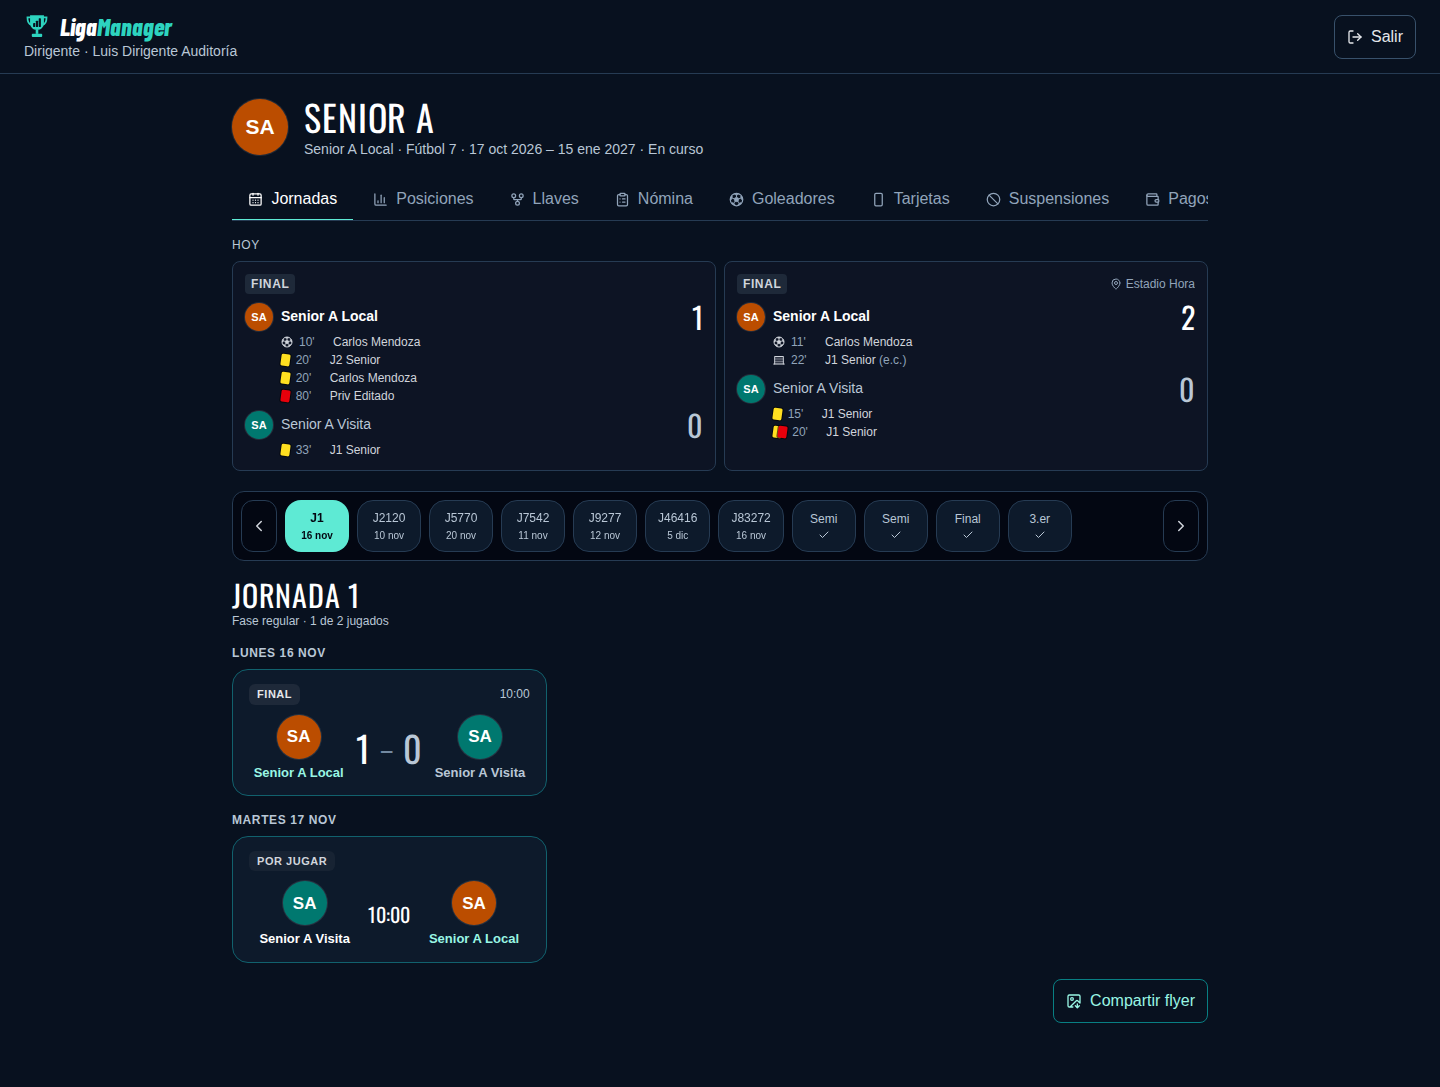 LigaManager
Dirigente · Luis Dirigente Auditoría
Salir
SA
SENIOR A
Senior A Local · Fútbol 7 · 17 oct 2026 – 15 ene 2027 · En curso
Jornadas Posiciones Llaves Nómina Goleadores Tarjetas Suspensiones Pagos
HOY
FINAL
SA Senior A Local 1
10' Carlos Mendoza
20' J2 Senior
20' Carlos Mendoza
80' Priv Editado
SA Senior A Visita 0
33' J1 Senior
FINAL Estadio Hora
SA Senior A Local 2
11' Carlos Mendoza
22' J1 Senior (e.c.)
SA Senior A Visita 0
15' J1 Senior
20' J1 Senior
J1 J2120 J5770 J7542 J9277 J46416 J83272 Semi Semi Final 3.er
16 nov 10 nov 20 nov 11 nov 12 nov 5 dic 16 nov
JORNADA 1
Fase regular · 1 de 2 jugados
LUNES 16 NOV
FINAL 10:00
SA 1 – 0 SA
Senior A Local Senior A Visita
MARTES 17 NOV
POR JUGAR
SA 10:00 SA
Senior A Visita Senior A Local
Compartir flyer